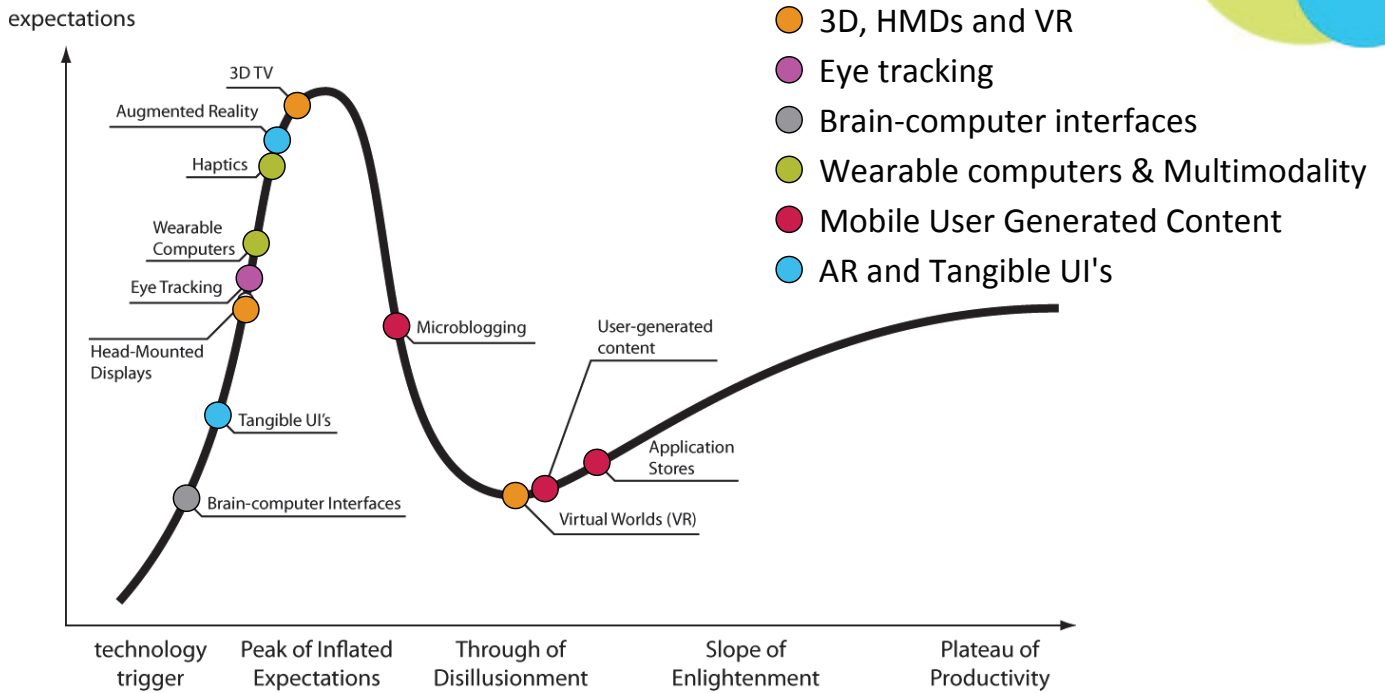 expectations
3D TV
Augmented Reality
Haptics
Wearable
Computers
Eye Tracking
Head-Mounted
Displays
Tangible UI's
Brain-computer Interfaces
Microblogging
User-generated
content
Application
Stores
Virtual Worlds (VR)
3D, HMDs and VR
Eye tracking
Brain-computer interfaces
Wearable computers & Multimodality
Mobile User Generated Content
AR and Tangible UI's
technology
trigger
Peak of Inflated
Expectations
Through of
Disillusionment
Slope of
Enlightenment
Plateau of
Productivity